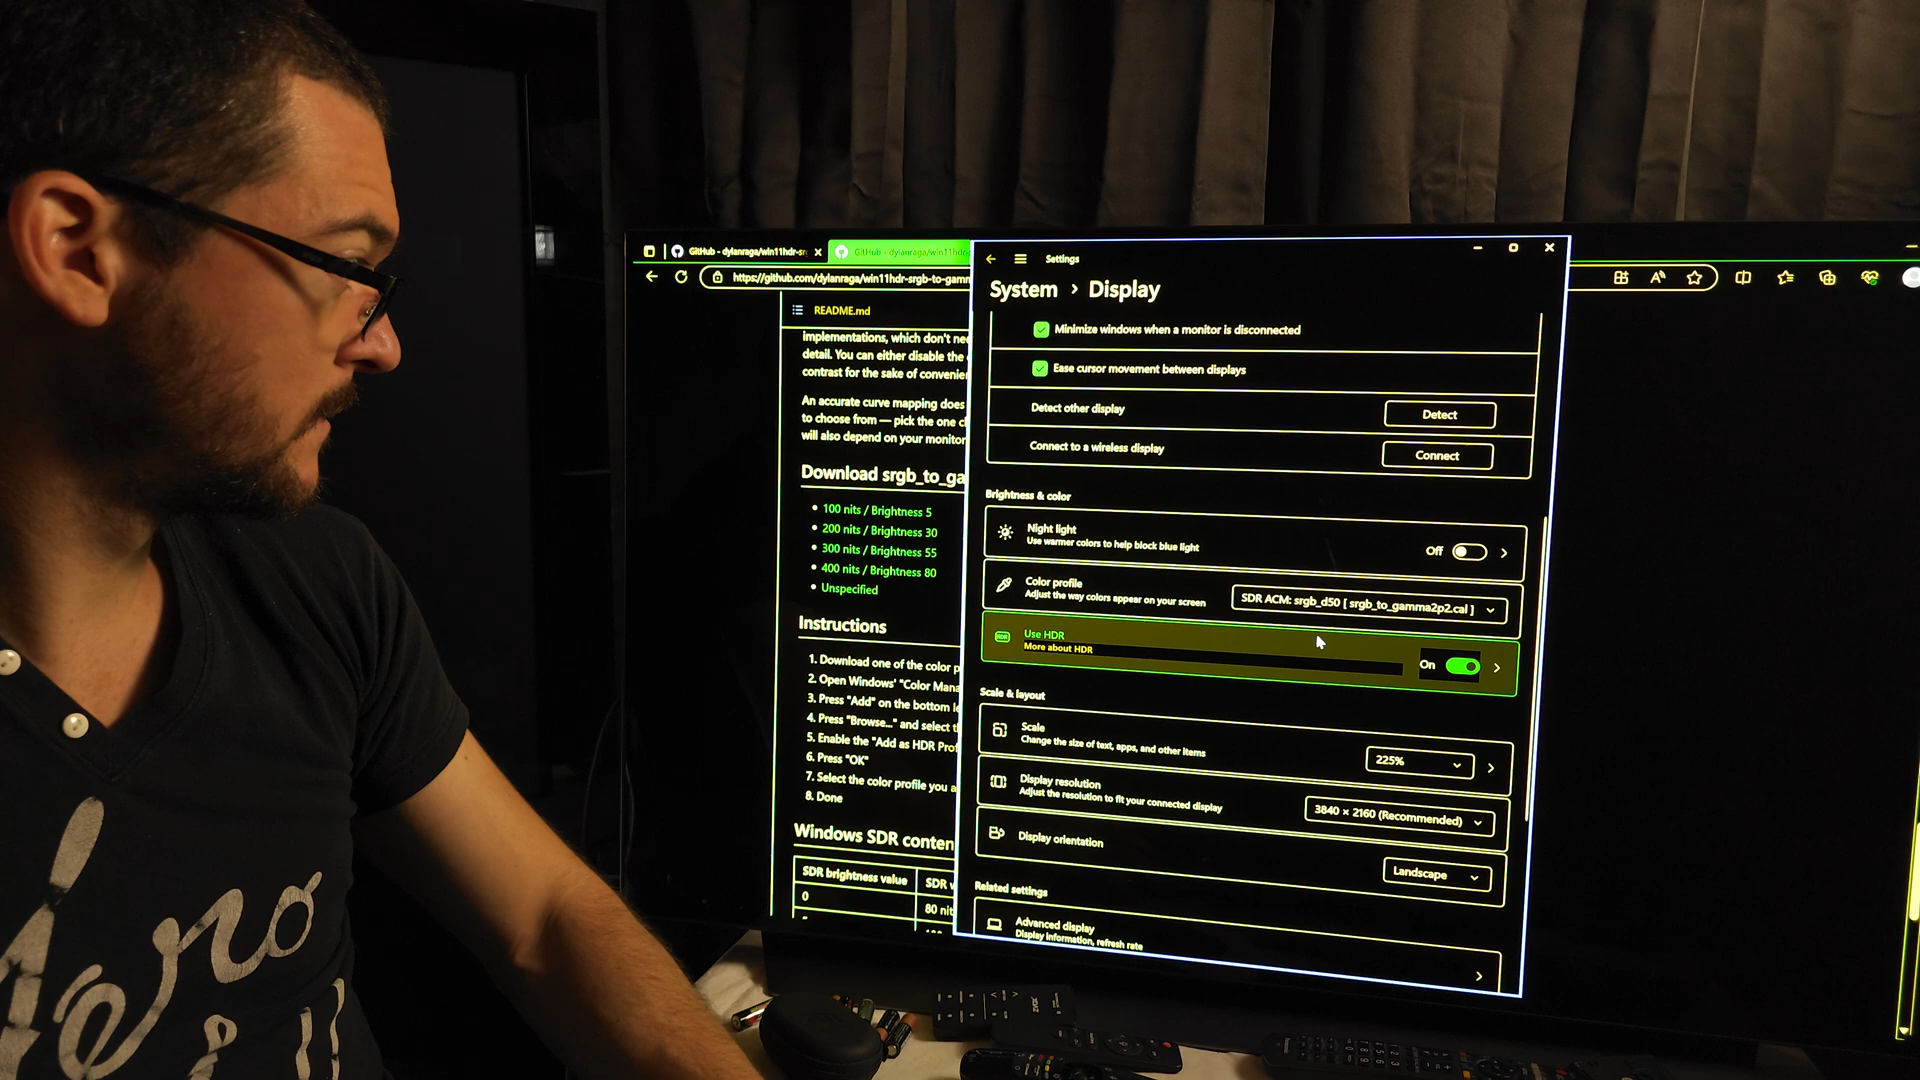 GitHub - dylanraga/win11hdr-sr
GitHub - dylanraga/win11hdr-
https://github.com/dylanraga/win11hdr-srgb-to-gamm
README.md
implementations, which don't ne
detail. You can either disable the
contrast for the sake of convenien
An accurate curve mapping does
to choose from — pick the one cl
will also depend on your monitor
Download srgb_to_ga
100 nits / Brightness 5
200 nits / Brightness 30
300 nits / Brightness 55
400 nits / Brightness 80
Unspecified
Instructions
1. Download one of the color p
2. Open Windows' "Color Mana
3. Press "Add" on the bottom le
4. Press "Browse..." and select t
5. Enable the "Add as HDR Prof
6. Press "OK"
7. Select the color profile you a
8. Done
Windows SDR conten
SDR brightness value
SDR w
0
80 nit
Settings
System › Display
Minimize windows when a monitor is disconnected
Ease cursor movement between displays
Detect other display
Detect
Connect to a wireless display
Connect
Brightness & color
Night light
Use warmer colors to help block blue light
Off
Color profile
Adjust the way colors appear on your screen
SDR ACM: srgb_d50 [ srgb_to_gamma2p2.cal ]
HDR
Use HDR
More about HDR
On
Scale & layout
Scale
Change the size of text, apps, and other items
225%
Display resolution
Adjust the resolution to fit your connected display
3840 × 2160 (Recommended)
Display orientation
Landscape
Related settings
Advanced display
Display information, refresh rate